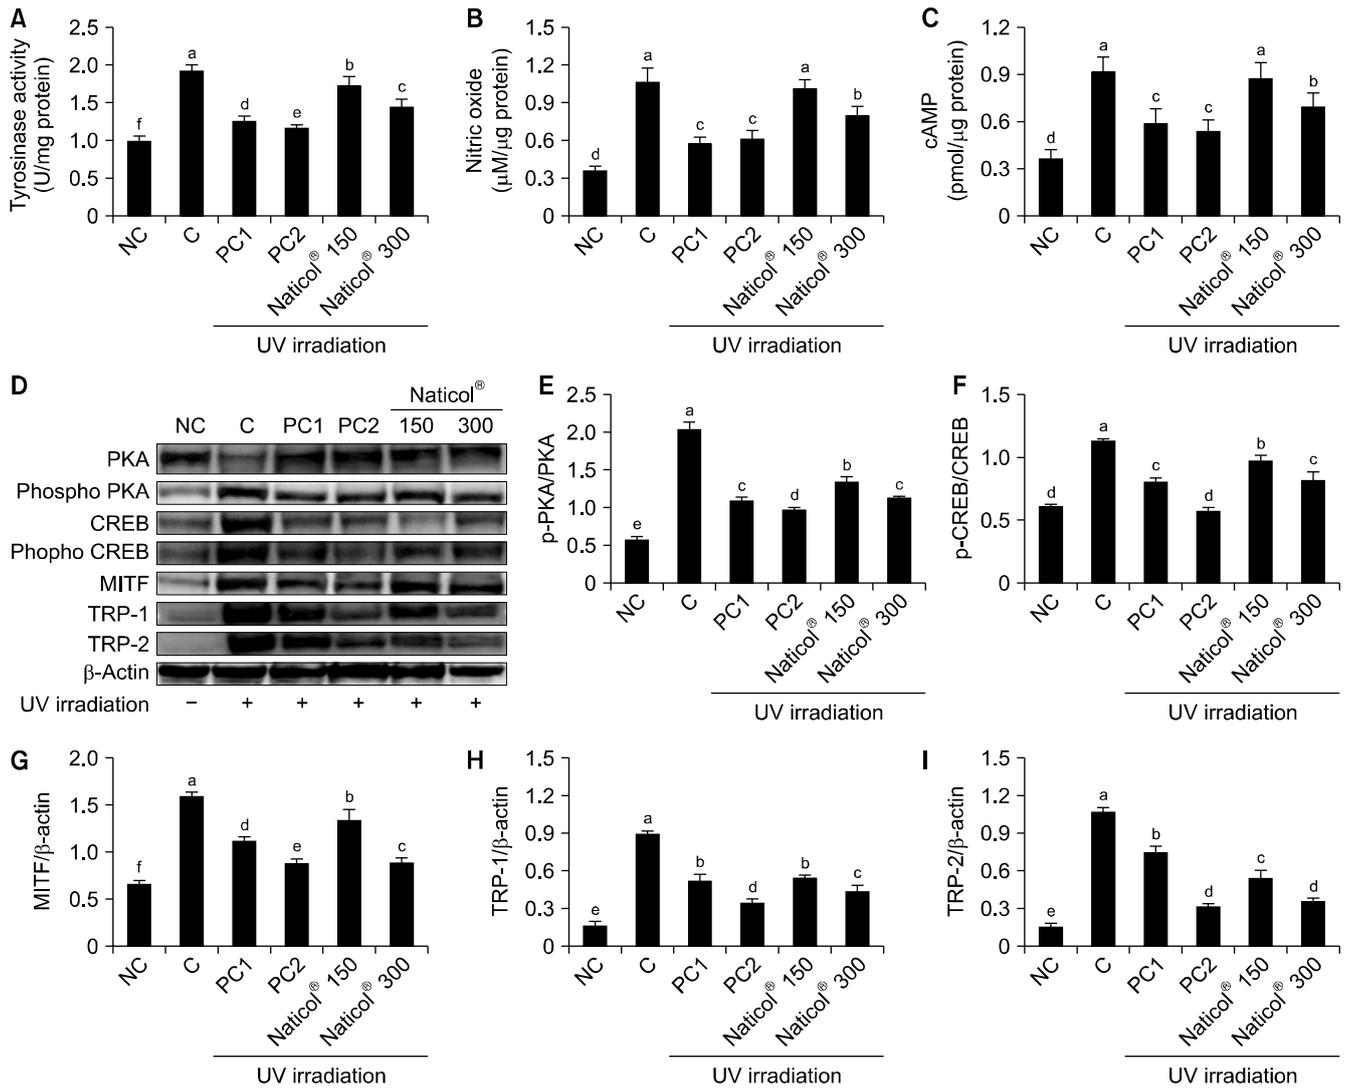 A
Tyrosinase activity
(U/mg protein)
2.5
2.0
1.5
1.0
0.5
0
f
a
d
e
b
c
NC
C
PC1
PC2
Naticol® 150
Naticol® 300
UV irradiation
B
Nitric oxide
(μM/μg protein)
1.5
1.2
0.9
0.6
0.3
0
d
a
c
c
a
b
NC
C
PC1
PC2
Naticol® 150
Naticol® 300
UV irradiation
C
cAMP
(pmol/μg protein)
1.2
0.9
0.6
0.3
0
d
a
c
c
a
b
NC
C
PC1
PC2
Naticol® 150
Naticol® 300
UV irradiation
D
Naticol®
NC C PC1 PC2 150 300
PKA
Phospho PKA
CREB
Phopho CREB
MITF
TRP-1
TRP-2
β-Actin
UV irradiation − + + + + +
E
p-PKA/PKA
2.5
2.0
1.5
1.0
0.5
0
e
a
c
d
b
c
NC
C
PC1
PC2
Naticol® 150
Naticol® 300
UV irradiation
F
p-CREB/CREB
1.5
1.0
0.5
0
d
a
c
d
b
c
NC
C
PC1
PC2
Naticol® 150
Naticol® 300
UV irradiation
G
MITF/β-actin
2.0
1.5
1.0
0.5
0
f
a
d
e
b
c
NC
C
PC1
PC2
Naticol® 150
Naticol® 300
UV irradiation
H
TRP-1/β-actin
1.5
1.2
0.9
0.6
0.3
0
e
a
b
d
b
c
NC
C
PC1
PC2
Naticol® 150
Naticol® 300
UV irradiation
I
TRP-2/β-actin
1.5
1.2
0.9
0.6
0.3
0
e
a
b
d
c
d
NC
C
PC1
PC2
Naticol® 150
Naticol® 300
UV irradiation